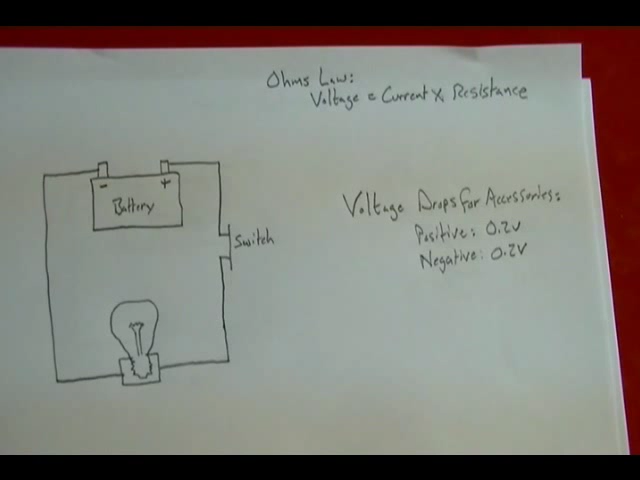 Ohms Law:
Voltage = Current X Resistance
- +
Battery
Switch
Voltage Drops for Accessories:
Positive: 0.2V
Negative: 0.2V